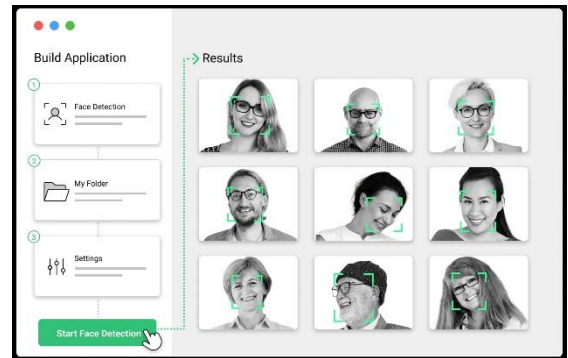 Build Application
1
Face Detection
2
My Folder
3
Settings
Start Face Detection
Results